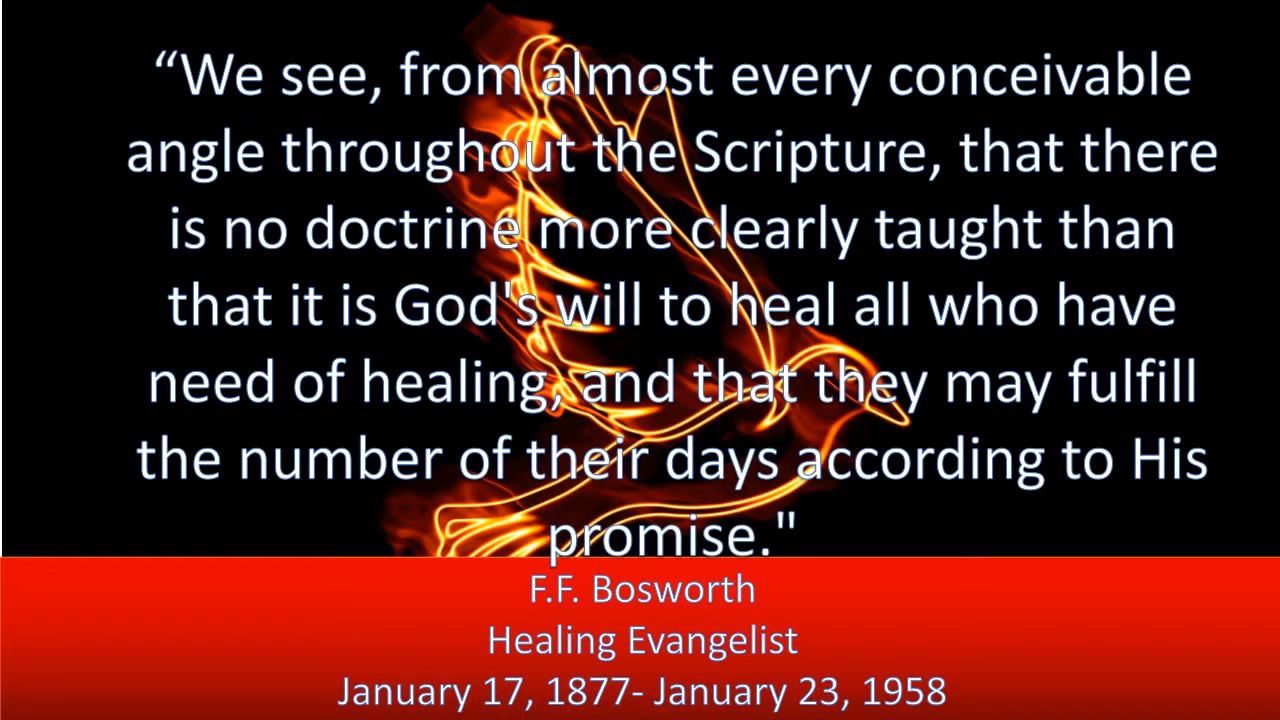 “We see, from almost every conceivable
angle throughout the Scripture, that there
is no doctrine more clearly taught than
that it is God's will to heal all who have
need of healing, and that they may fulfill
the number of their days according to His
promise."
F.F. Bosworth
Healing Evangelist
January 17, 1877- January 23, 1958